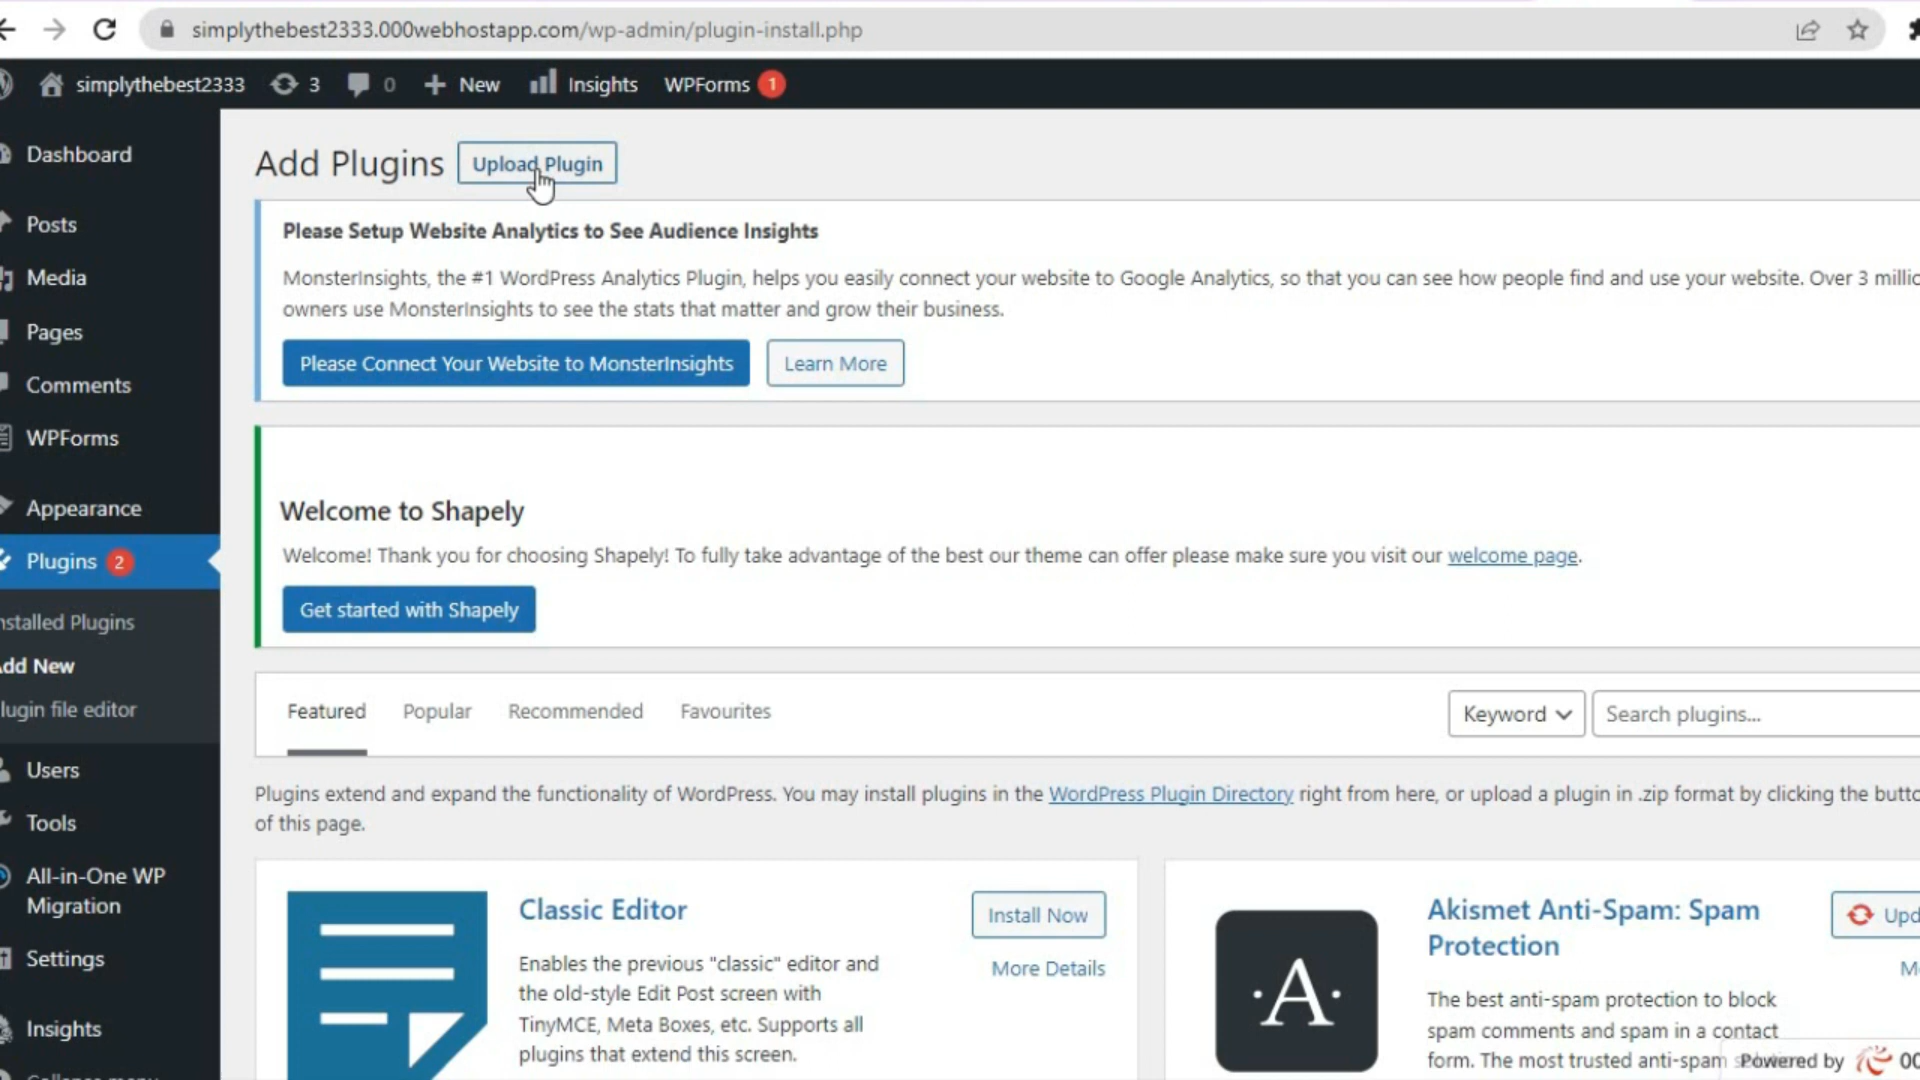 simplythebest2333.000webhostapp.com/wp-admin/plugin-install.php
simplythebest2333 3 0 New Insights WPForms 1
Dashboard
Posts
Media
Pages
Comments
WPForms
Appearance
Plugins 2
nstalled Plugins
dd New
lugin file editor
Users
Tools
All-in-One WP
Migration
Settings
Insights
Add Plugins Upload Plugin
Please Setup Website Analytics to See Audience Insights
MonsterInsights, the #1 WordPress Analytics Plugin, helps you easily connect your website to Google Analytics, so that you can see how people find and use your website. Over 3 millio
owners use MonsterInsights to see the stats that matter and grow their business.
Please Connect Your Website to MonsterInsights Learn More
Welcome to Shapely
Welcome! Thank you for choosing Shapely! To fully take advantage of the best our theme can offer please make sure you visit our welcome page.
Get started with Shapely
Featured Popular Recommended Favourites Keyword Search plugins...
Plugins extend and expand the functionality of WordPress. You may install plugins in the WordPress Plugin Directory right from here, or upload a plugin in .zip format by clicking the butto
of this page.
Classic Editor
Install Now
More Details
Enables the previous "classic" editor and
the old-style Edit Post screen with
TinyMCE, Meta Boxes, etc. Supports all
plugins that extend this screen.
A
Akismet Anti-Spam: Spam
Protection
Upd
Mo
The best anti-spam protection to block
spam comments and spam in a contact
form. The most trusted anti-spam
Powered by 00